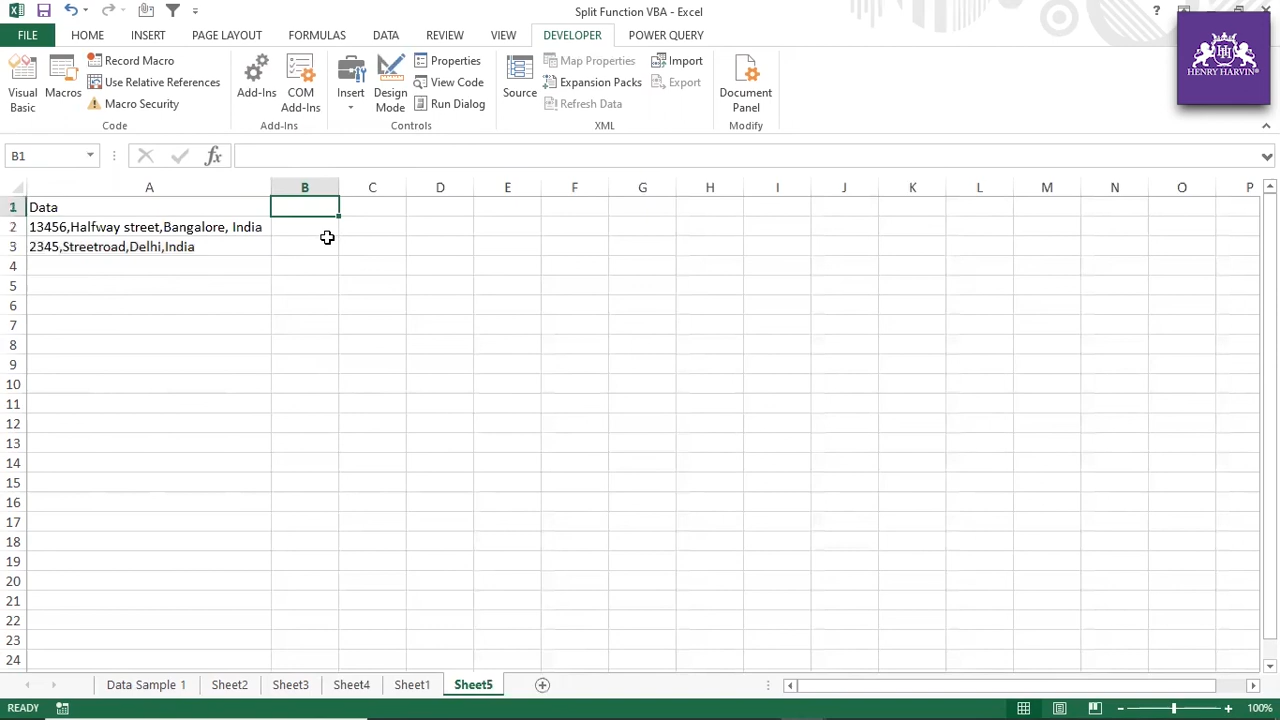 Split Function VBA - Excel
?
FILE HOME INSERT PAGE LAYOUT FORMULAS DATA REVIEW VIEW DEVELOPER POWER QUERY
HENRY HARVIN®
Visual Basic
Macros
Record Macro
Use Relative References
Macro Security
Code
Add-Ins
COM Add-Ins
Add-Ins
Insert
Design Mode
Properties
View Code
Run Dialog
Controls
Source
Map Properties
Expansion Packs
Refresh Data
Import
Export
XML
Document Panel
Modify
B1
fx
A B C D E F G H I J K L M N O P
1 Data
2 13456,Halfway street,Bangalore, India
3 2345,Streetroad,Delhi,India
4
5
6
7
8
9
10
11
12
13
14
15
16
17
18
19
20
21
22
23
24
Data Sample 1 Sheet2 Sheet3 Sheet4 Sheet1 Sheet5
READY 100%